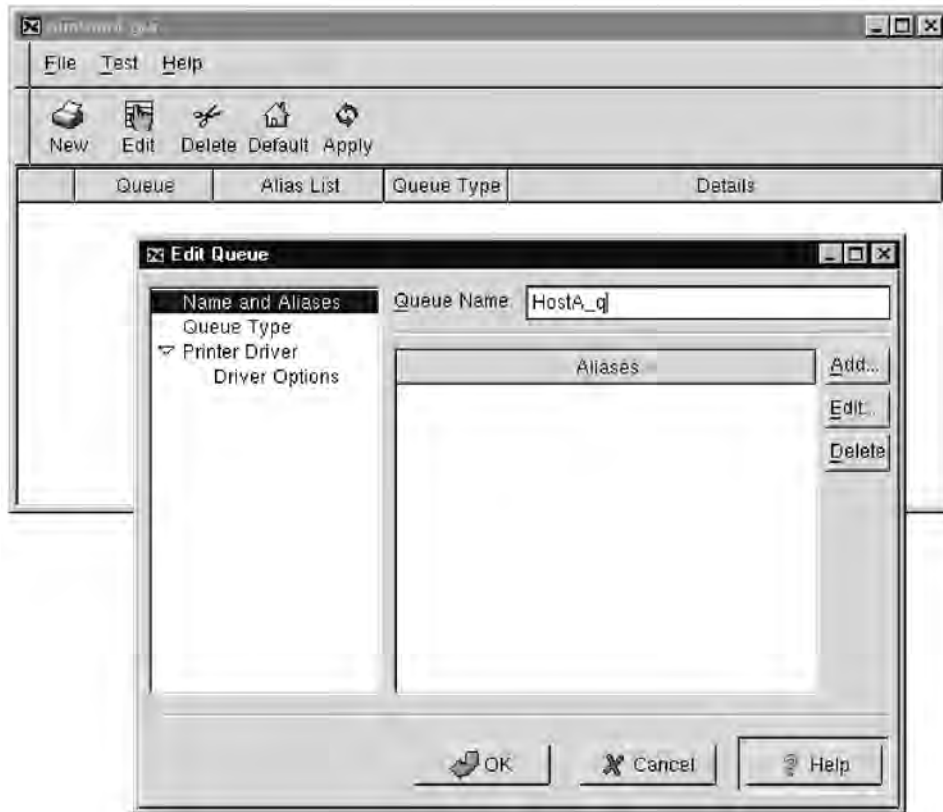 File Test Help
New Edit Delete Default Apply
Queue Alias List Queue Type Details
Edit Queue
Name and Aliases
Queue Type
Printer Driver
Driver Options
Queue Name: HostA_q
Aliases
Add...
Edit...
Delete
OK Cancel Help